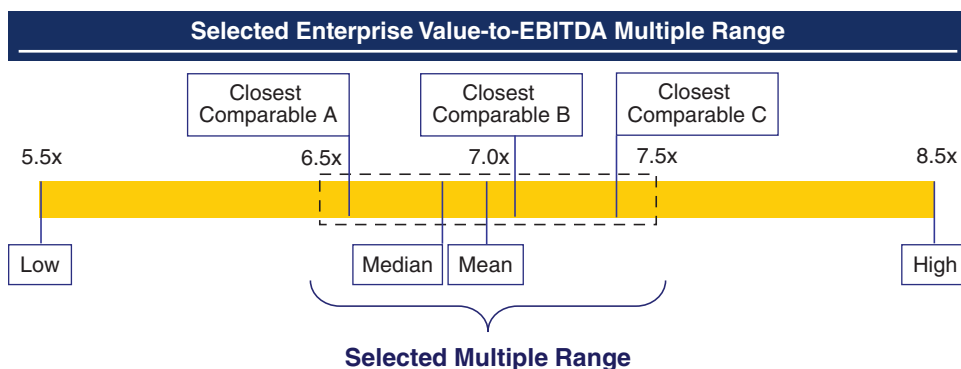 Selected Enterprise Value-to-EBITDA Multiple Range
Closest
Comparable A
Closest
Comparable B
Closest
Comparable C
5.5x
6.5x
7.0x
7.5x
8.5x
Low
Median
Mean
High
Selected Multiple Range